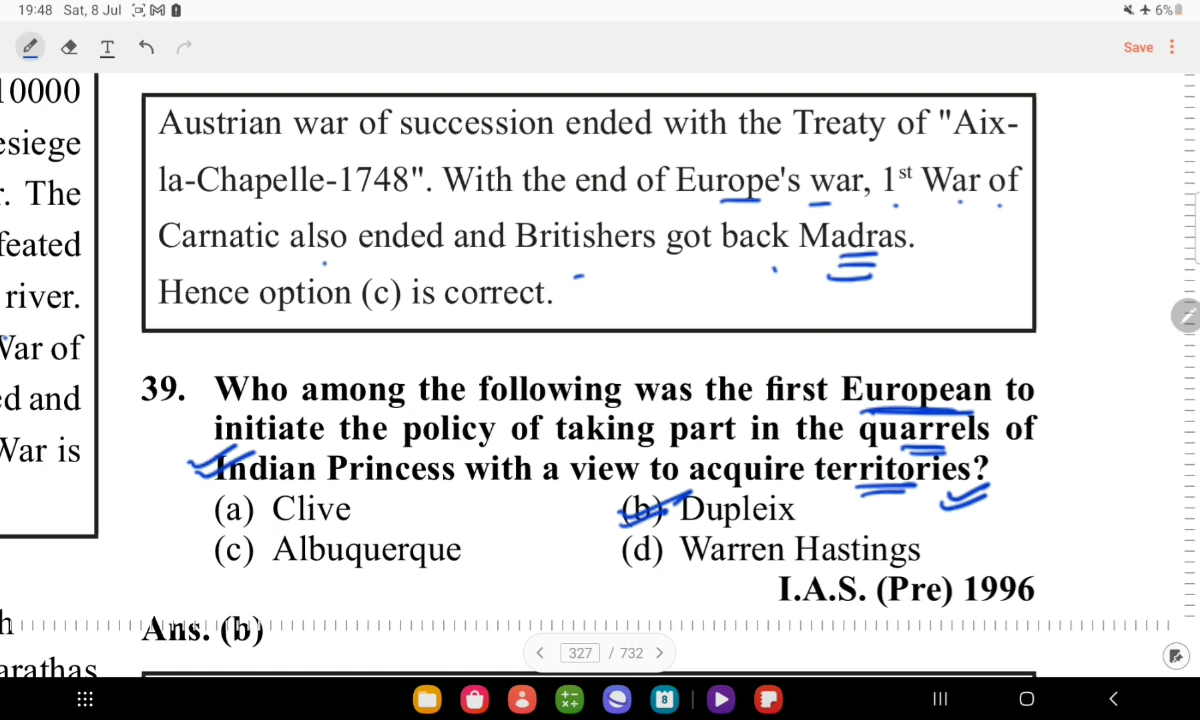 19:48 Sat, 8 Jul
6%
T
Save
10000
esiege
r. The
feated
river.
War of
ed and
War is
Austrian war of succession ended with the Treaty of "Aix-
la-Chapelle-1748". With the end of Europe's war, 1st War of
Carnatic also ended and Britishers got back Madras.
Hence option (c) is correct.
39. Who among the following was the first European to
initiate the policy of taking part in the quarrels of
Indian Princess with a view to acquire territories?
(a) Clive (b) Dupleix
(c) Albuquerque (d) Warren Hastings
I.A.S. (Pre) 1996
h
Ans. (b)
arathas
327 / 732
8